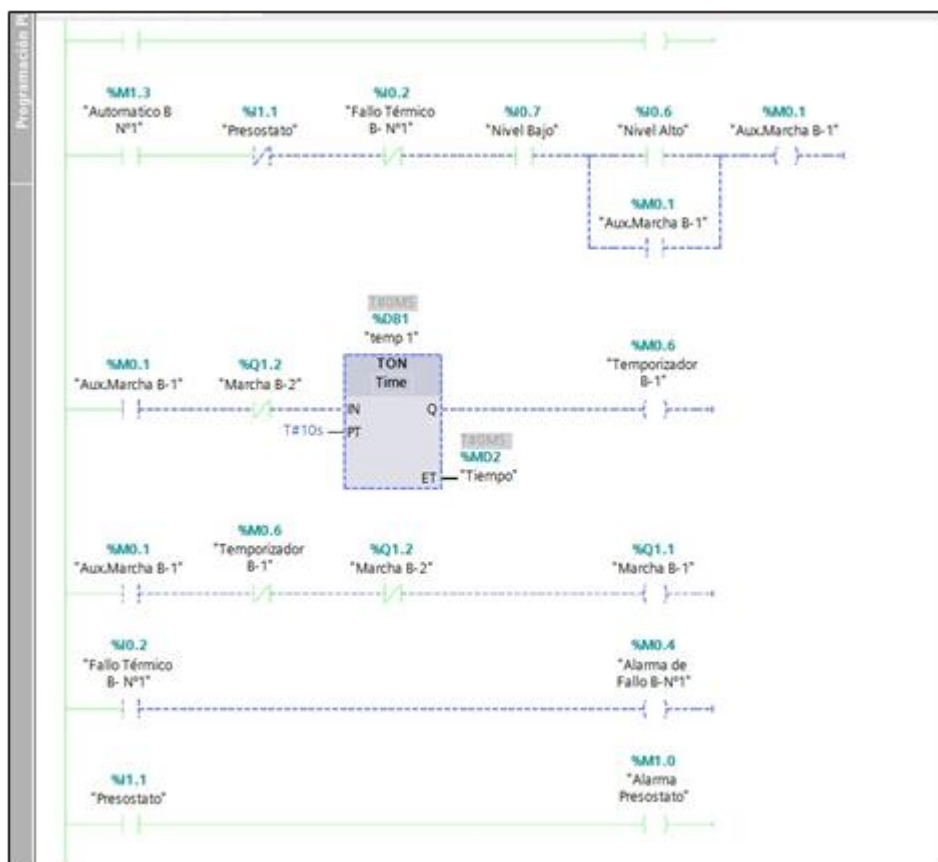 Programación
%M1.3
"Automatico B
Nº1"
%I1.1
"Presostato"
%I0.2
"Fallo Térmico
B- Nº1"
%I0.7
"Nivel Bajo"
%I0.6
"Nivel Alto"
%M0.1
"Aux.Marcha B-1"
%M0.1
"Aux.Marcha B-1"
T#0MS
%DB1
"temp 1"
TON
Time
%M0.1
"Aux.Marcha B-1"
%Q1.2
"Marcha B-2"
%M0.6
"Temporizador
B-1"
IN
Q
T#10s
PT
T#0MS
%MD2
ET
"Tiempo"
%M0.1
"Aux.Marcha B-1"
%M0.6
"Temporizador
B-1"
%Q1.2
"Marcha B-2"
%Q1.1
"Marcha B-1"
%I0.2
"Fallo Térmico
B- Nº1"
%M0.4
"Alarma de
Fallo B-Nº1"
%I1.1
"Presostato"
%M1.0
"Alarma
Presostato"